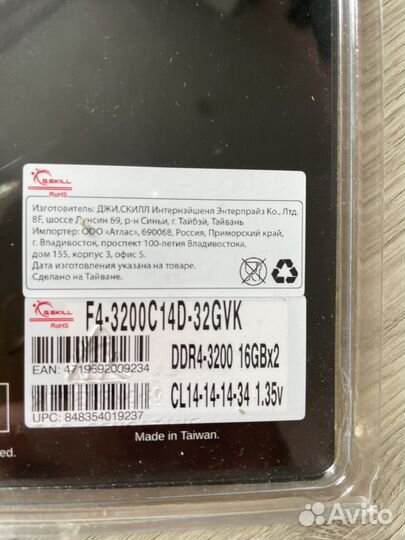 G.SKILL
RoHS
Изготовитель: ДЖИ.СКИЛЛ Интернэйшенл Энтерпрайз Ко., Лтд.
8F, шоссе Дунсин 69, р-н Синьи, г. Тайбэй, Тайвань
Импортер: ООО «Атлас», 690068, Россия, Приморский край,
г. Владивосток, проспект 100-летия Владивостока,
дом 155, корпус 3, офис 5.
Дата изготовления указана на товаре.
Сделано на Тайване.
G.SKILL
RoHS
F4-3200C14D-32GVK
DDR4-3200 16GBx2
EAN: 4719692009234
CL14-14-14-34 1.35v
UPC: 848354019237
Made in Taiwan.
ed.
Avito